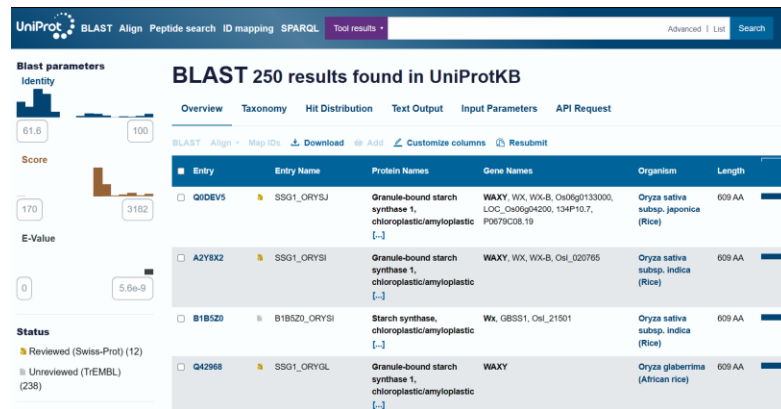 UniProt BLAST Align Peptide search ID mapping SPARQL Tool results Advanced | List Search
Blast parameters
Identity
61.6 100
Score
170 3182
E-Value
0 5.6e-9
Status
Reviewed (Swiss-Prot) (12)
Unreviewed (TrEMBL)
(238)
BLAST 250 results found in UniProtKB
Overview Taxonomy Hit Distribution Text Output Input Parameters API Request
BLAST Align Map IDs Download Add Customize columns Resubmit
Entry Entry Name Protein Names Gene Names Organism Length
Q0DEV5 SSG1_ORYSJ Granule-bound starch WAXY, WX, WX-B, Os06g0133000, Oryza sativa 609 AA
synthase 1, LOC_Os06g04200, 134P10.7, subsp. japonica
chloroplastic/amyloplastic P0679C08.19 (Rice)
[...]
A2Y8X2 SSG1_ORYSI Granule-bound starch WAXY, WX, WX-B, OsI_020765 Oryza sativa 609 AA
synthase 1, subsp. indica
chloroplastic/amyloplastic (Rice)
[...]
B1B5Z0 B1B5Z0_ORYSI Starch synthase, Wx, GBSS1, OsI_21501 Oryza sativa 609 AA
chloroplastic/amyloplastic subsp. indica
[...] (Rice)
Q42968 SSG1_ORYGL Granule-bound starch WAXY Oryza glaberrima 609 AA
synthase 1, (African rice)
chloroplastic/amyloplastic
[...]